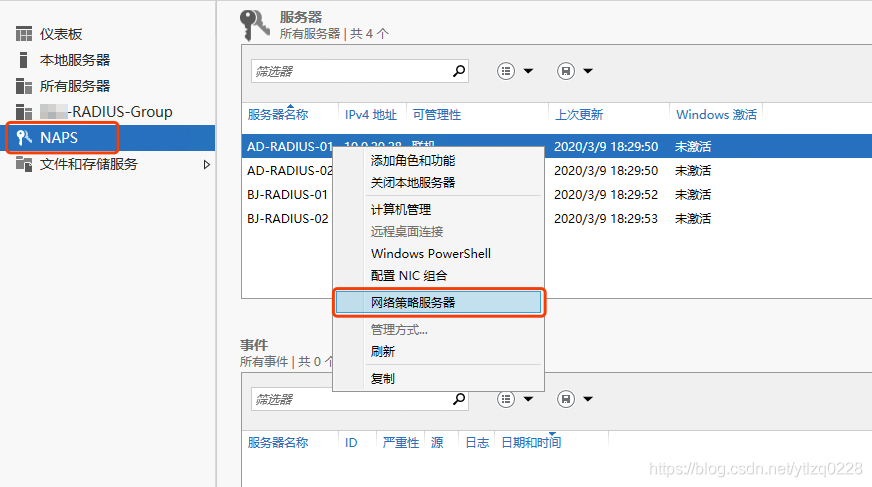 仪表板
本地服务器
所有服务器
-RADIUS-Group
NAPS
文件和存储服务
服务器
所有服务器 | 共 4 个
筛选器
服务器名称 IPv4 地址 可管理性 上次更新 Windows 激活
AD-RADIUS-01 联机 2020/3/9 18:29:50 未激活
AD-RADIUS-02 2020/3/9 18:29:50 未激活
BJ-RADIUS-01 2020/3/9 18:29:52 未激活
BJ-RADIUS-02 2020/3/9 18:29:53 未激活
添加角色和功能
关闭本地服务器
计算机管理
远程桌面连接
Windows PowerShell
配置 NIC 组合
网络策略服务器
管理方式...
刷新
复制
事件
所有事件 | 共 0 个
筛选器
服务器名称 ID 严重性 源 日志 日期和时间
https://blog.csdn.net/ytlzq0228